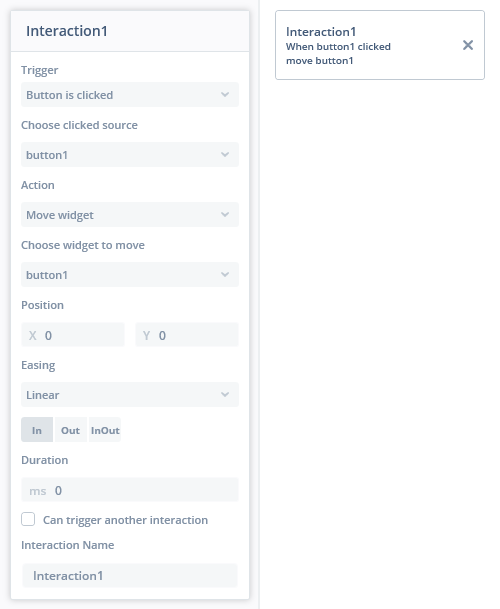 Interaction1
Trigger
Button is clicked
Choose clicked source
button1
Action
Move widget
Choose widget to move
button1
Position
X 0 Y 0
Easing
Linear
In Out InOut
Duration
ms 0
Can trigger another interaction
Interaction Name
Interaction1
Interaction1
When button1 clicked
move button1